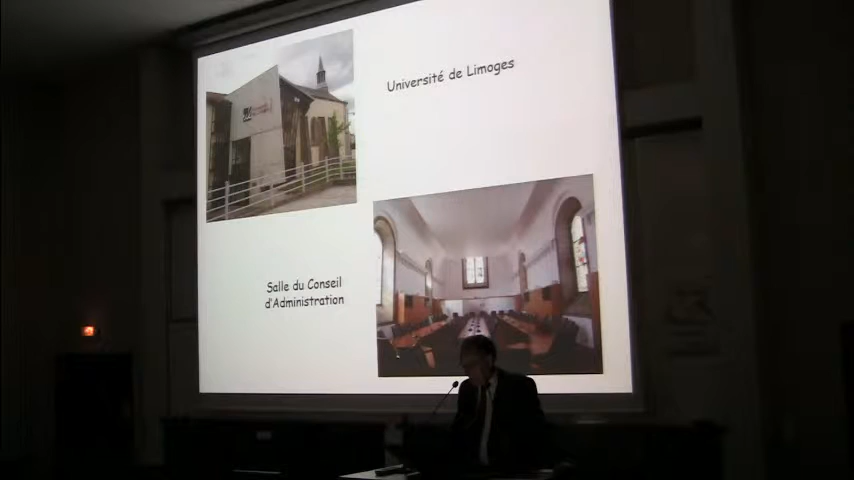 Université de Limoges
Salle du Conseil
d'Administration